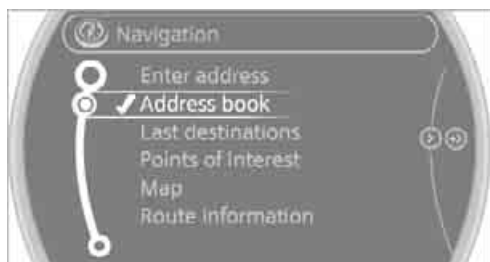 Navigation
Enter address
Address book
Last destinations
Points of Interest
Map
Route information